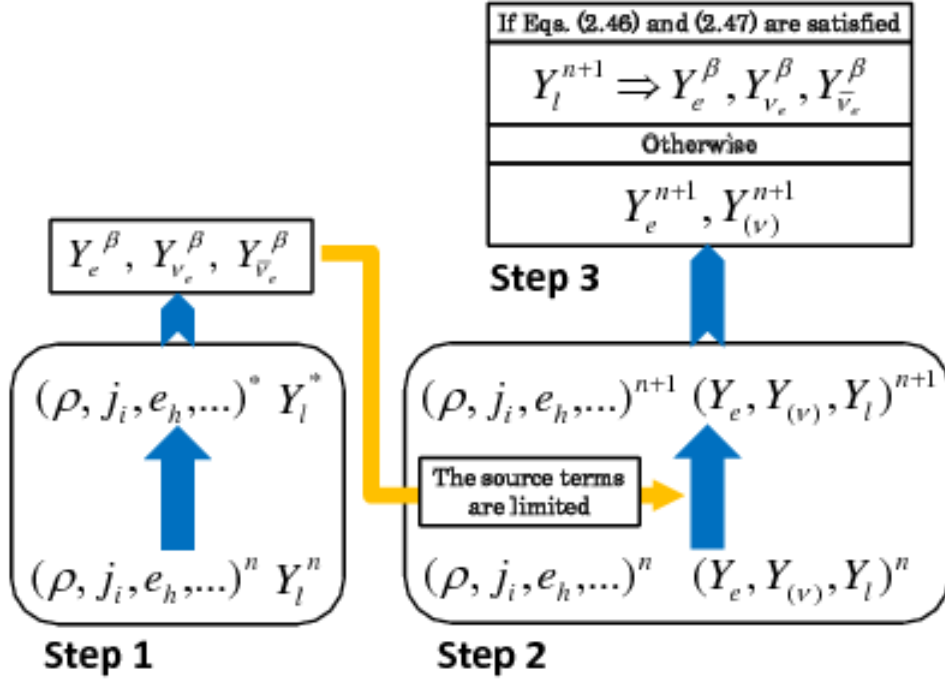 If Eqs. (2.46) and (2.47) are satisfied
Y_l^{n+1} ⇒ Y_e^β, Y_{ν_e}^β, Y_{ν̄_e}^β
Otherwise
Y_e^{n+1}, Y_{(ν)}^{n+1}
Step 3
Y_e^β, Y_{ν_e}^β, Y_{ν̄_e}^β
(ρ, j_i, e_h,...)^* Y_l^*
(ρ, j_i, e_h,...)^n Y_l^n
Step 1
(ρ, j_i, e_h,...)^{n+1} (Y_e, Y_{(ν)}, Y_l)^{n+1}
The source terms
are limited
(ρ, j_i, e_h,...)^n (Y_e, Y_{(ν)}, Y_l)^n
Step 2